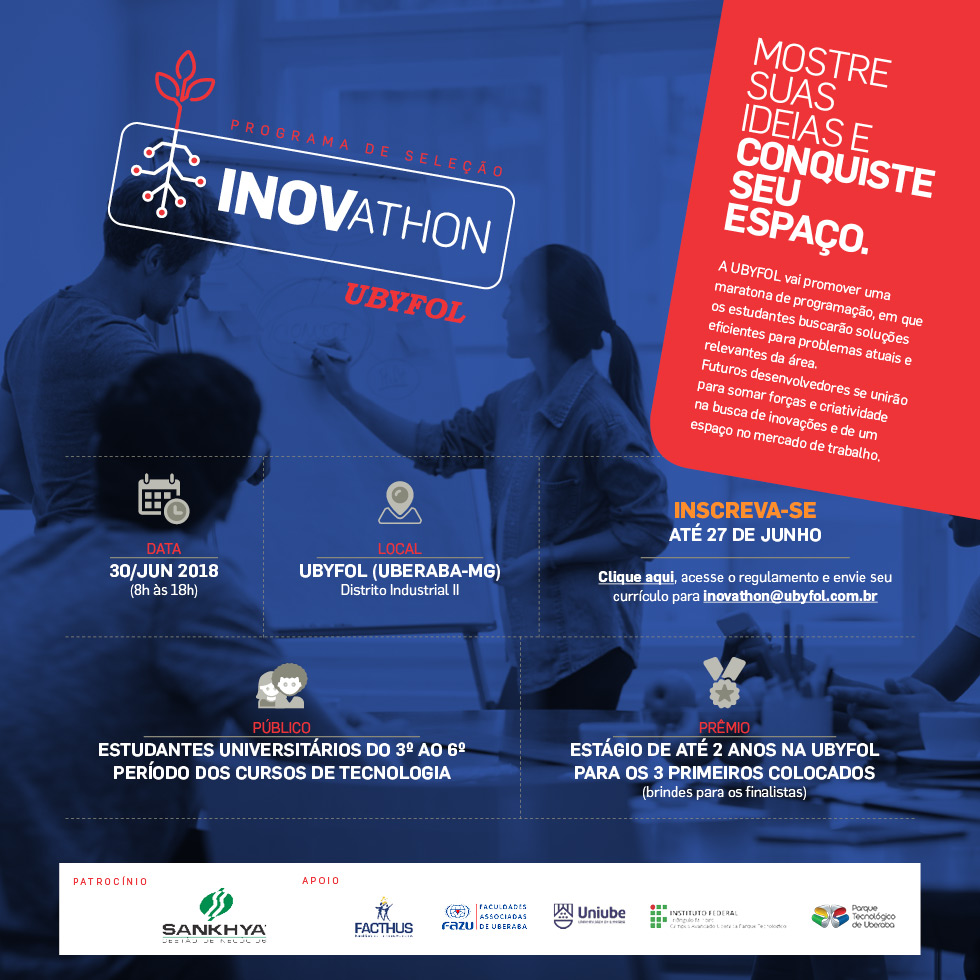 PROGRAMA DE SELEÇÃO
INOVATHON
UBYFOL
MOSTRE
SUAS
IDEIAS E
CONQUISTE
SEU
ESPAÇO.
A UBYFOL vai promover uma
maratona de programação, em que
os estudantes buscarão soluções
eficientes para problemas atuais e
relevantes da área.
Futuros desenvolvedores se unirão
para somar forças e criatividade
na busca de inovações e de um
espaço no mercado de trabalho,
DATA
30/JUN 2018
(8h às 18h)
LOCAL
UBYFOL (UBERABA-MG)
Distrito Industrial II
INSCREVA-SE
ATÉ 27 DE JUNHO
Clique aqui, acesse o regulamento e envie seu
currículo para inovathon@ubyfol.com.br
PÚBLICO
ESTUDANTES UNIVERSITÁRIOS DO 3º AO 6º
PERÍODO DOS CURSOS DE TECNOLOGIA
PRÊMIO
ESTÁGIO DE ATÉ 2 ANOS NA UBYFOL
PARA OS 3 PRIMEIROS COLOCADOS
(brindes para os finalistas)
PATROCÍNIO
SANKHYA
GESTÃO DE NEGÓCIOS
APOIO
FACTHUS
FAZU
FACULDADES
ASSOCIADAS
DE UBERABA
Uniube
INSTITUTO FEDERAL
Parque
Tecnológico
de Uberaba